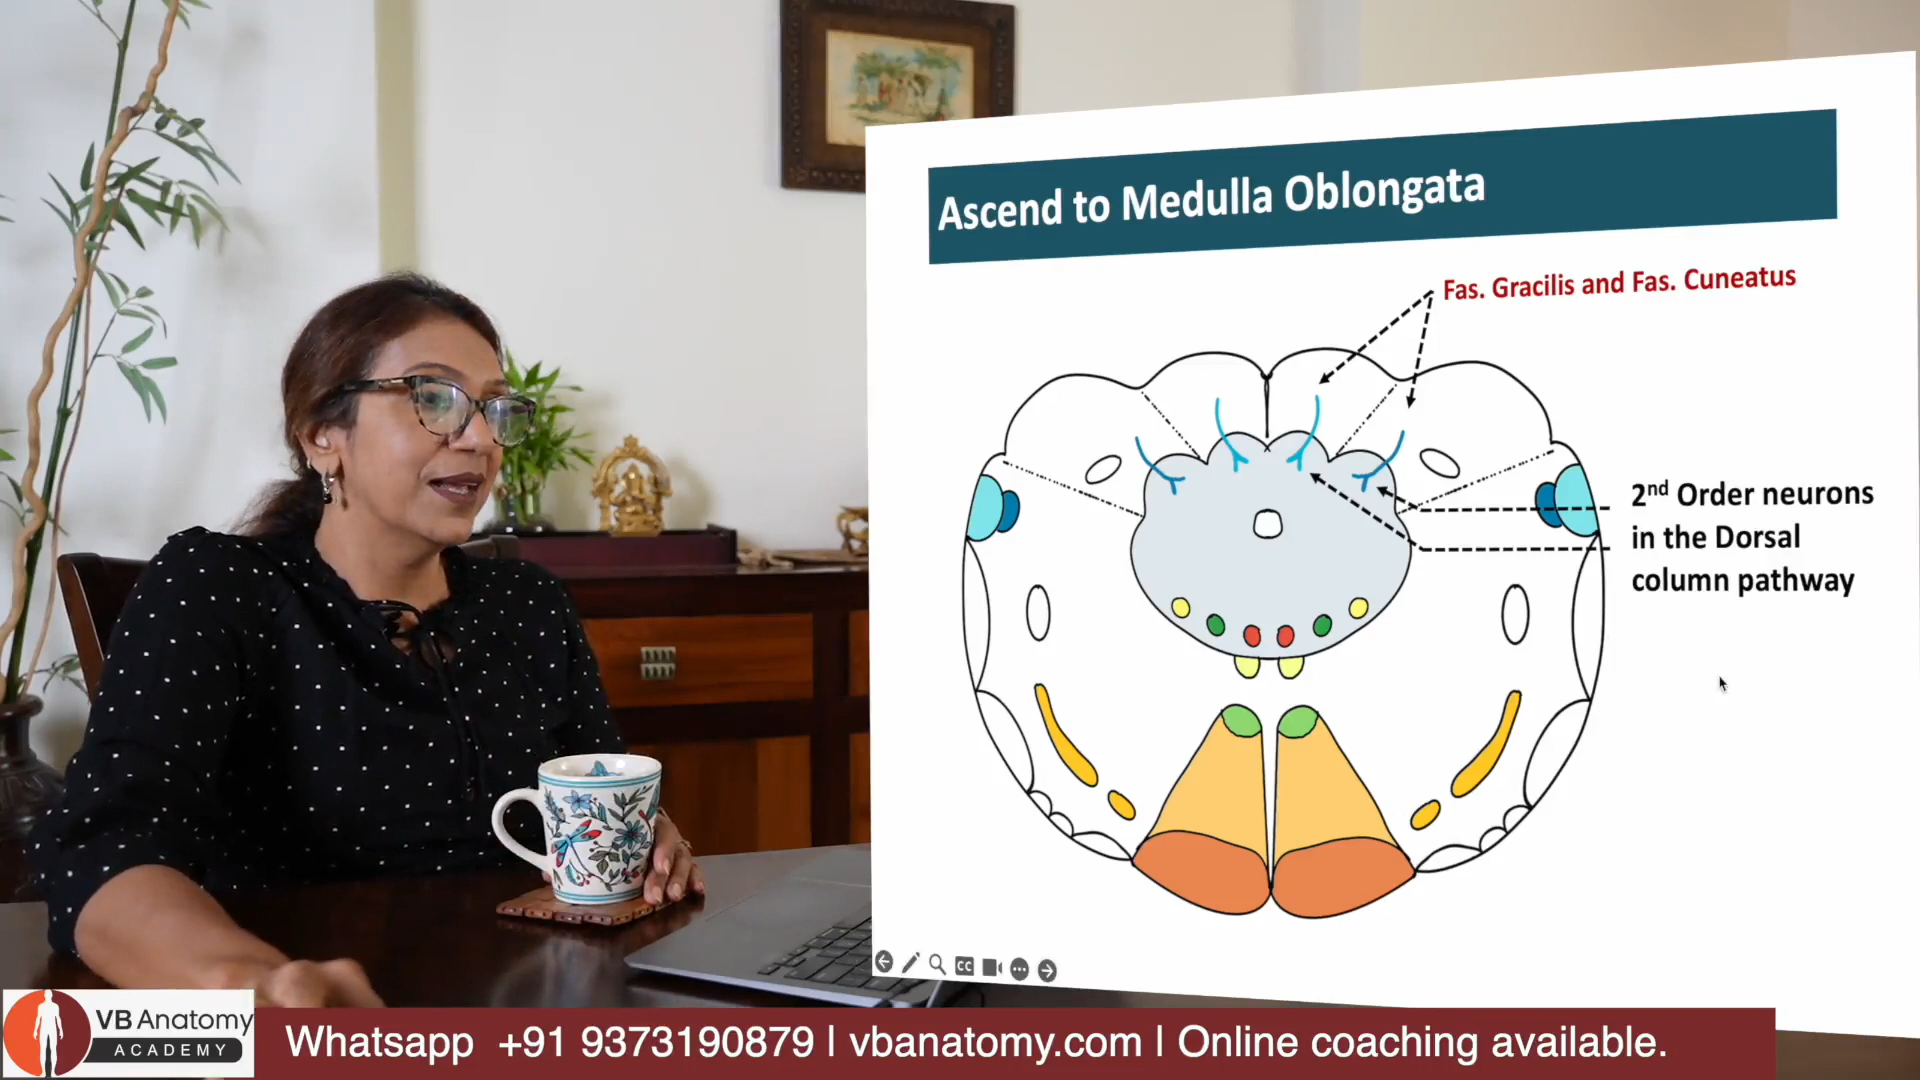 Ascend to Medulla Oblongata
Fas. Gracilis and Fas. Cuneatus
2nd Order neurons
in the Dorsal
column pathway
CC
VB Anatomy
ACADEMY
Whatsapp +91 9373190879 | vbanatomy.com | Online coaching available.